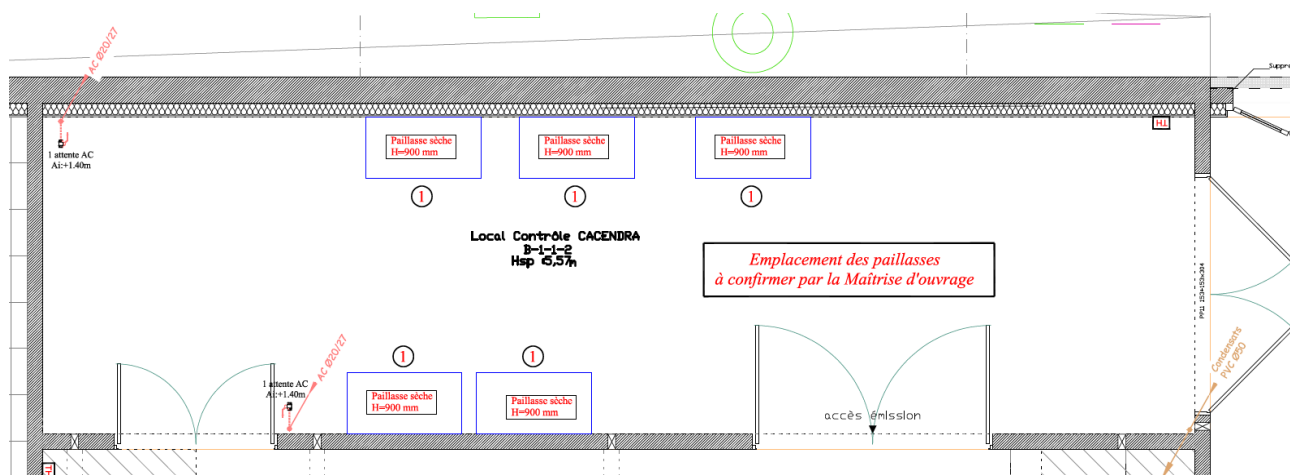 AC Ø20/27
Suppre
TH
1 attente AC
Ai:+1.40m
Paillasse sèche
H=900 mm
Paillasse sèche
H=900 mm
Paillasse sèche
H=900 mm
1
1
1
Local Contrôle CACENDRA
B-1-1-2
Hsp =5,57m
Emplacement des paillasses
à confirmer par la Maîtrise d'ouvrage
AC Ø20/27
1
1
1 attente AC
Ai:+1.40m
Paillasse sèche
H=900 mm
Paillasse sèche
H=900 mm
accès émission
Condensats
PVC Ø50
TH